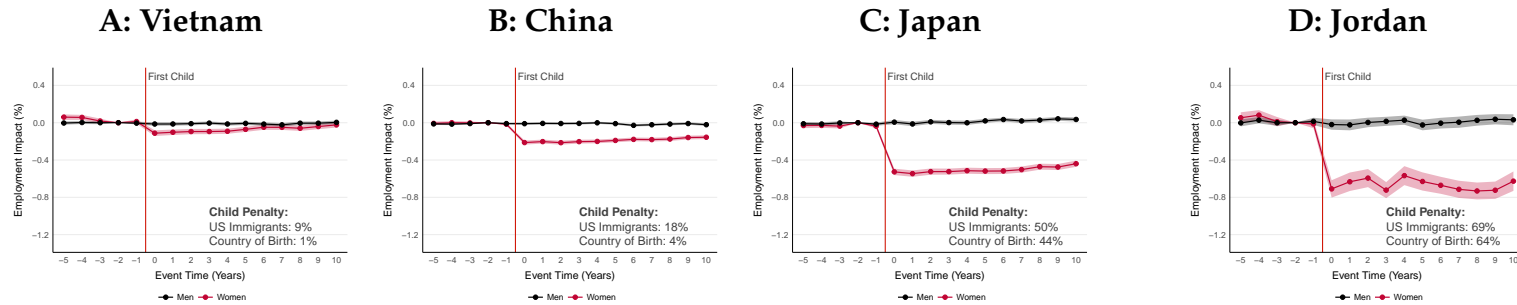 A: Vietnam
Employment Impact (%)
0.4
0.0
−0.4
−0.8
−1.2
First Child
Child Penalty:
US Immigrants: 9%
Country of Birth: 1%
−5 −4 −3 −2 −1 0 1 2 3 4 5 6 7 8 9 10
Event Time (Years)
Men Women
B: China
Employment Impact (%)
0.4
0.0
−0.4
−0.8
−1.2
First Child
Child Penalty:
US Immigrants: 18%
Country of Birth: 4%
−5 −4 −3 −2 −1 0 1 2 3 4 5 6 7 8 9 10
Event Time (Years)
Men Women
C: Japan
Employment Impact (%)
0.4
0.0
−0.4
−0.8
−1.2
First Child
Child Penalty:
US Immigrants: 50%
Country of Birth: 44%
−5 −4 −3 −2 −1 0 1 2 3 4 5 6 7 8 9 10
Event Time (Years)
Men Women
D: Jordan
Employment Impact (%)
0.4
0.0
−0.4
−0.8
−1.2
First Child
Child Penalty:
US Immigrants: 69%
Country of Birth: 64%
−5 −4 −3 −2 −1 0 1 2 3 4 5 6 7 8 9 10
Event Time (Years)
Men Women